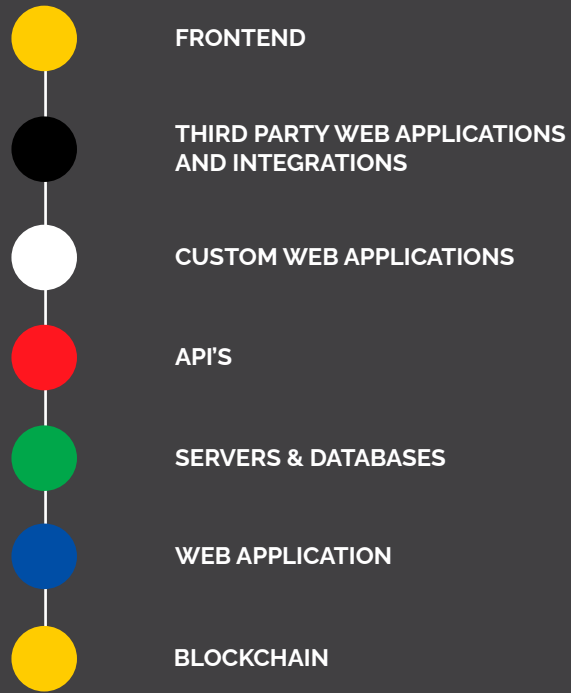 FRONTEND
THIRD PARTY WEB APPLICATIONS
AND INTEGRATIONS
CUSTOM WEB APPLICATIONS
API'S
SERVERS & DATABASES
WEB APPLICATION
BLOCKCHAIN